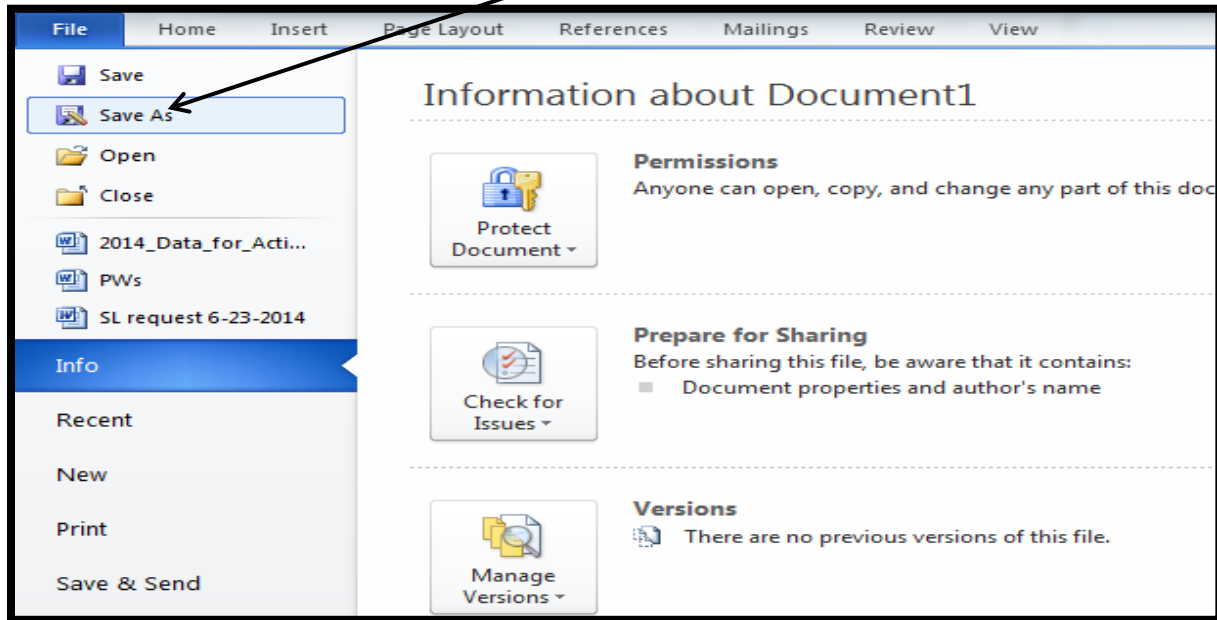 File Home Insert Page Layout References Mailings Review View
Save
Save As
Open
Close
2014_Data_for_Acti...
PWs
SL request 6-23-2014
Info
Recent
New
Print
Save & Send
Information about Document1
Protect
Document
Permissions
Anyone can open, copy, and change any part of this doc
Check for
Issues
Prepare for Sharing
Before sharing this file, be aware that it contains:
Document properties and author's name
Manage
Versions
Versions
There are no previous versions of this file.